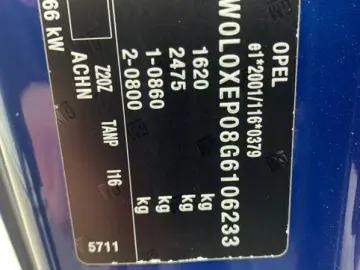 OPEL
e1*2001/116*0379
W0L0XEP08G6106233
1620 kg
2475 kg
1-0860 kg
2-0800 kg
Z20Z TANP I16
ACHN
66 kW
5711